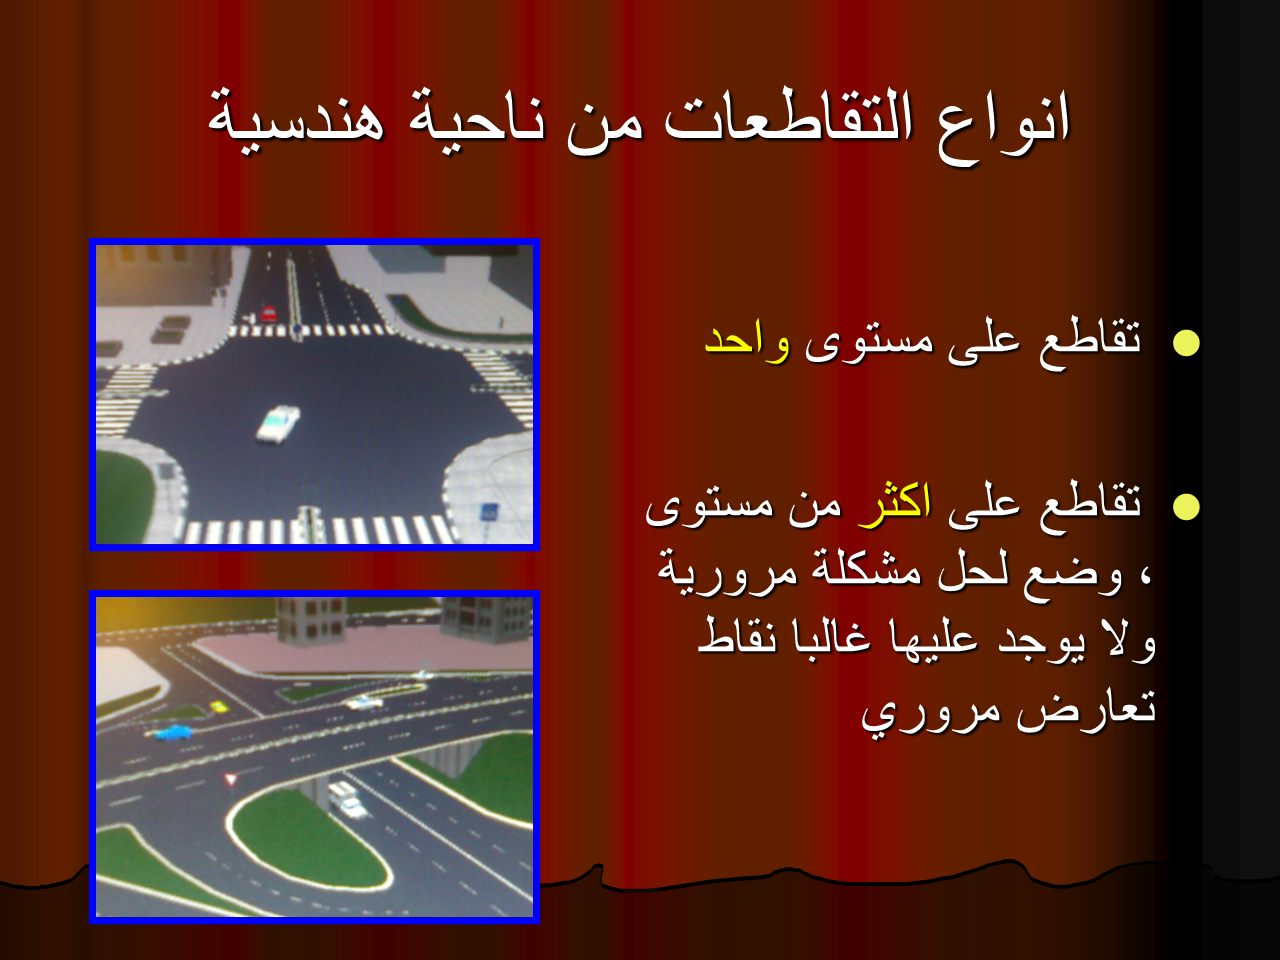 انواع التقاطعات من ناحية هندسية
تقاطع على مستوى واحد
تقاطع على اكثر من مستوى
، وضع لحل مشكلة مرورية
ولا يوجد عليها غالبا نقاط
تعارض مروري